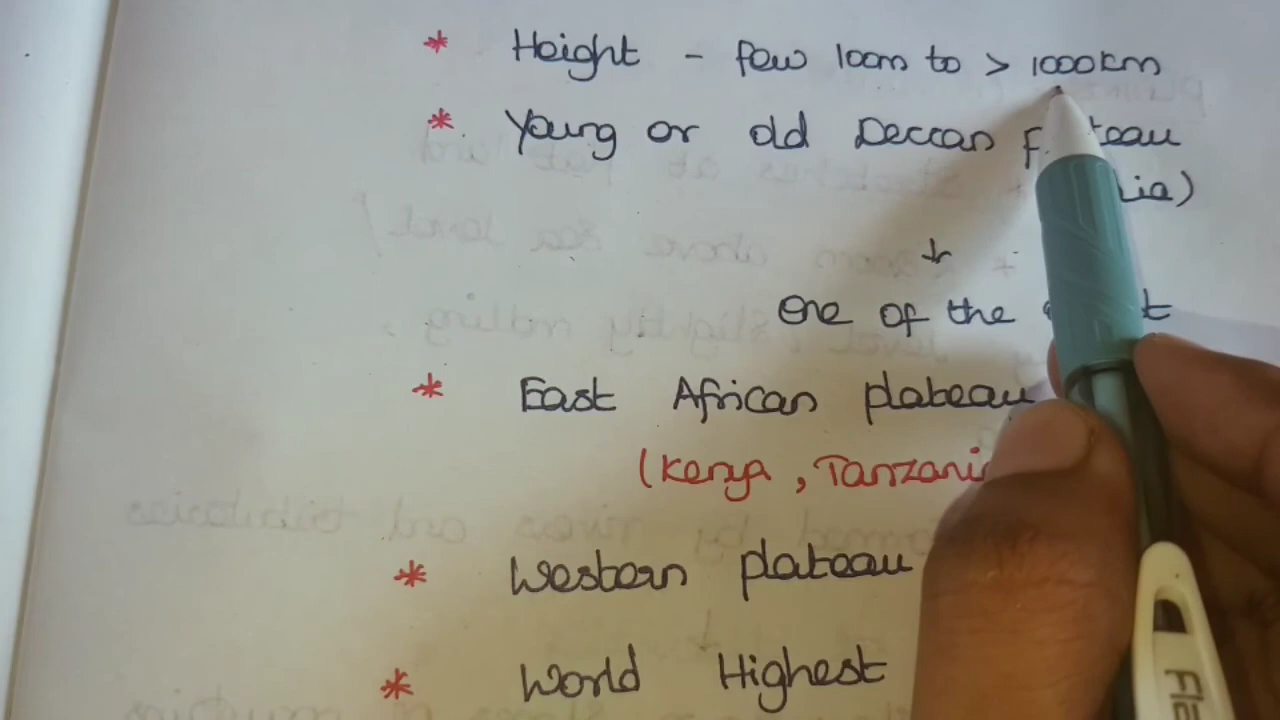 * Height - few 100m to > 1000km
* Young or old Deccan
* One of the
* East African plateau
(Kenya, Tanzani
* Western plateau
* World Highest
Fla